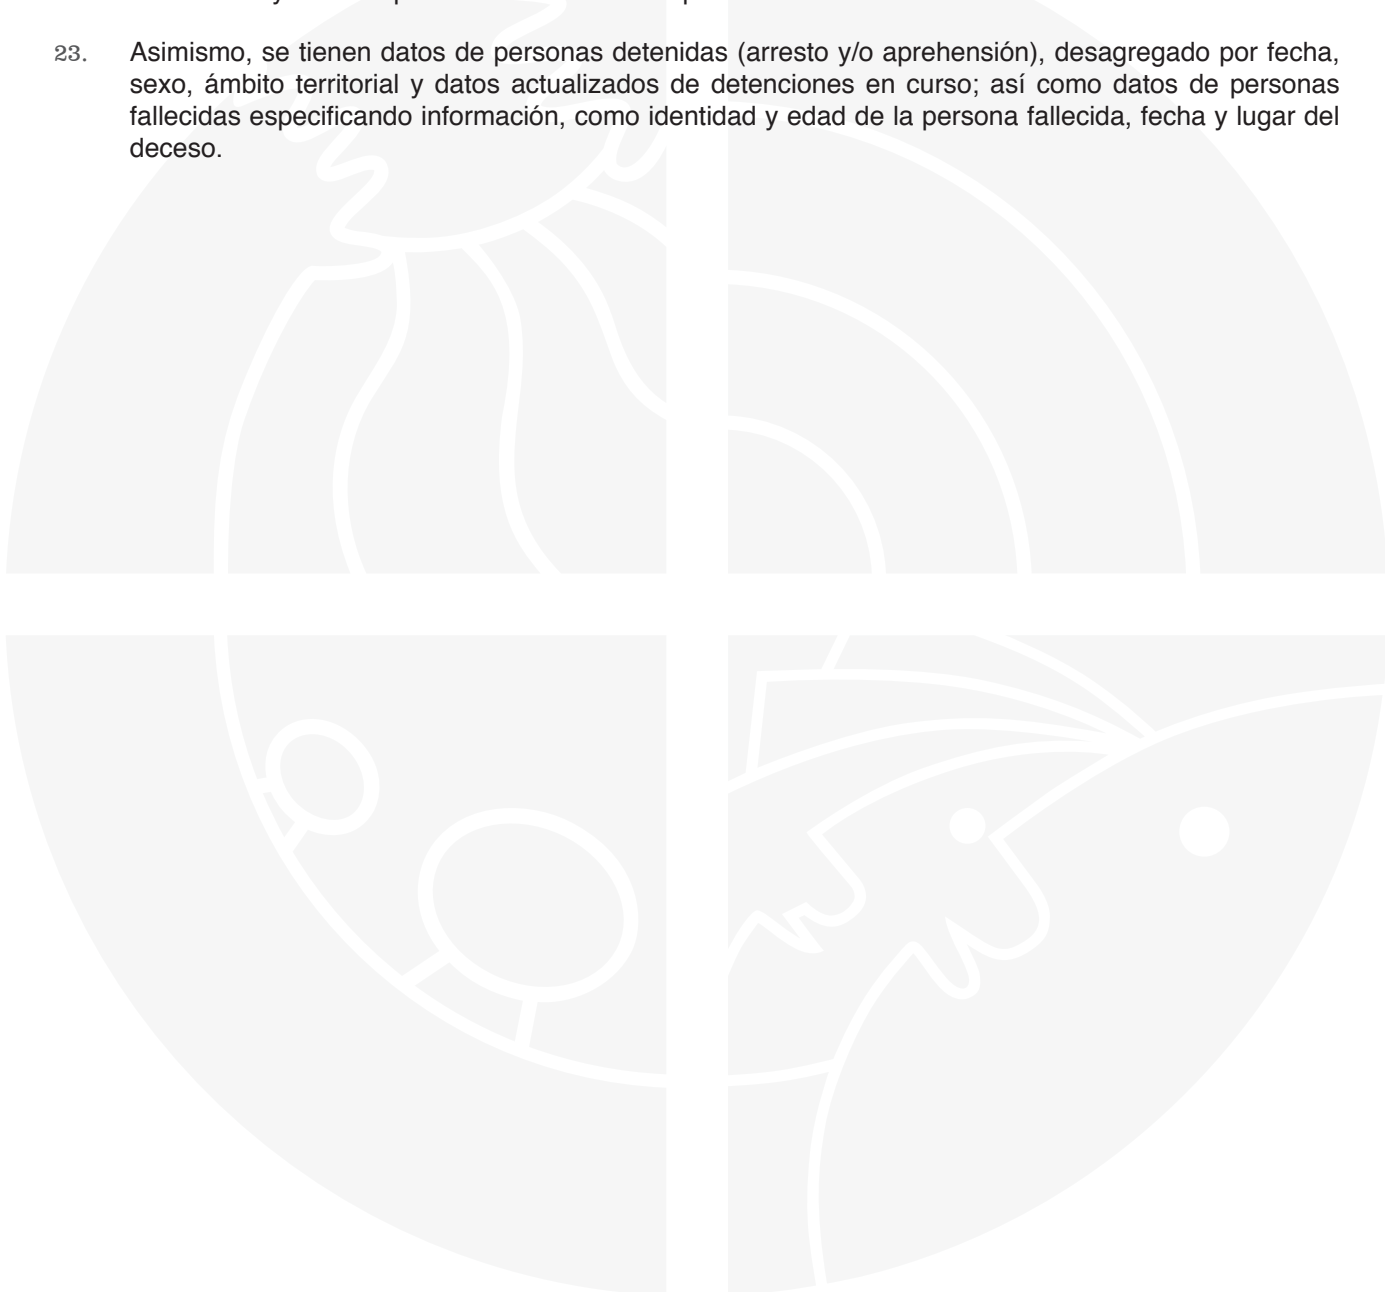 23. Asimismo, se tienen datos de personas detenidas (arresto y/o aprehensión), desagregado por fecha,
sexo, ámbito territorial y datos actualizados de detenciones en curso; así como datos de personas
fallecidas especificando información, como identidad y edad de la persona fallecida, fecha y lugar del
deceso.